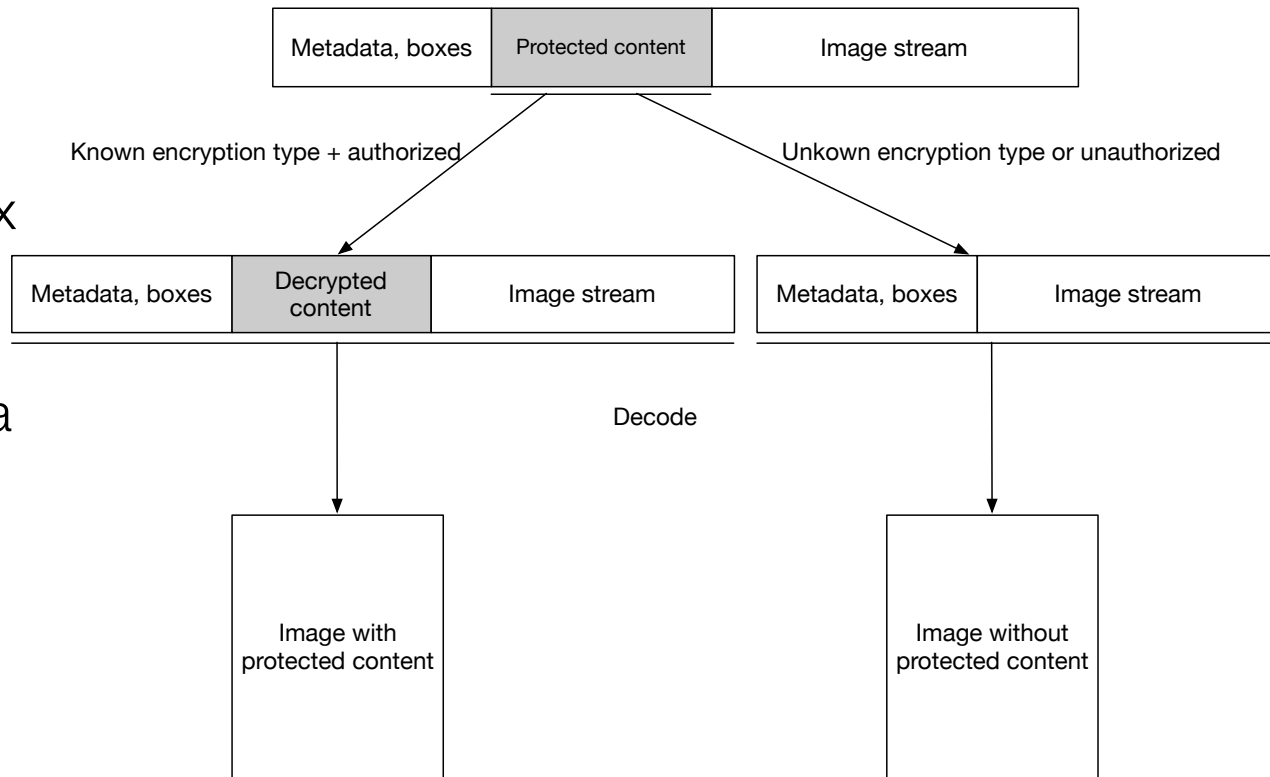 Metadata, boxes
Protected content
Image stream
Known encryption type + authorized
Unkown encryption type or unauthorized
x
Metadata, boxes
Decrypted
content
Image stream
Metadata, boxes
Image stream
a
Decode
Image with
protected content
Image without
protected content